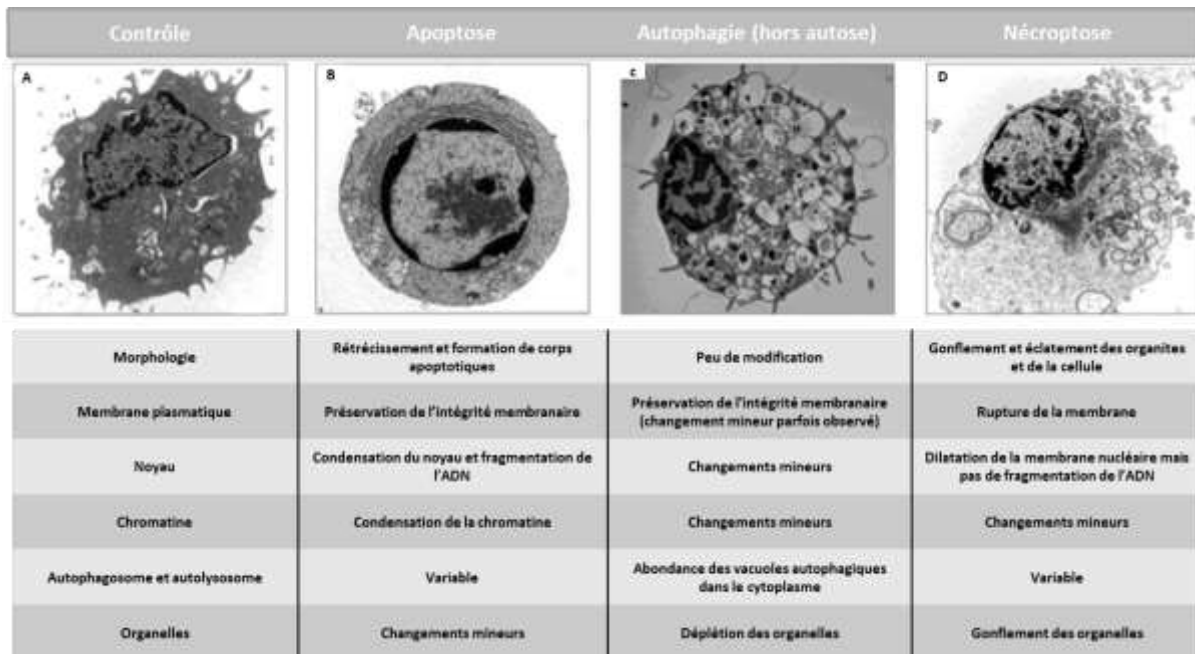 Contrôle Apoptose Autophagie (hors autose) Nécroptose
A B C D
Morphologie
Rétrécissement et formation de corps
apoptotiques
Peu de modification
Gonflement et éclatement des organites
et de la cellule
Membrane plasmatique
Préservation de l'intégrité membranaire
Préservation de l'intégrité membranaire
(changement mineur parfois observé)
Rupture de la membrane
Noyau
Condensation du noyau et fragmentation de
l'ADN
Changements mineurs
Dilatation de la membrane nucléaire mais
pas de fragmentation de l'ADN
Chromatine
Condensation de la chromatine
Changements mineurs
Changements mineurs
Autophagosome et autolysosome
Variable
Abondance des vacuoles autophagiques
dans le cytoplasme
Variable
Organelles
Changements mineurs
Déplétion des organelles
Gonflement des organelles